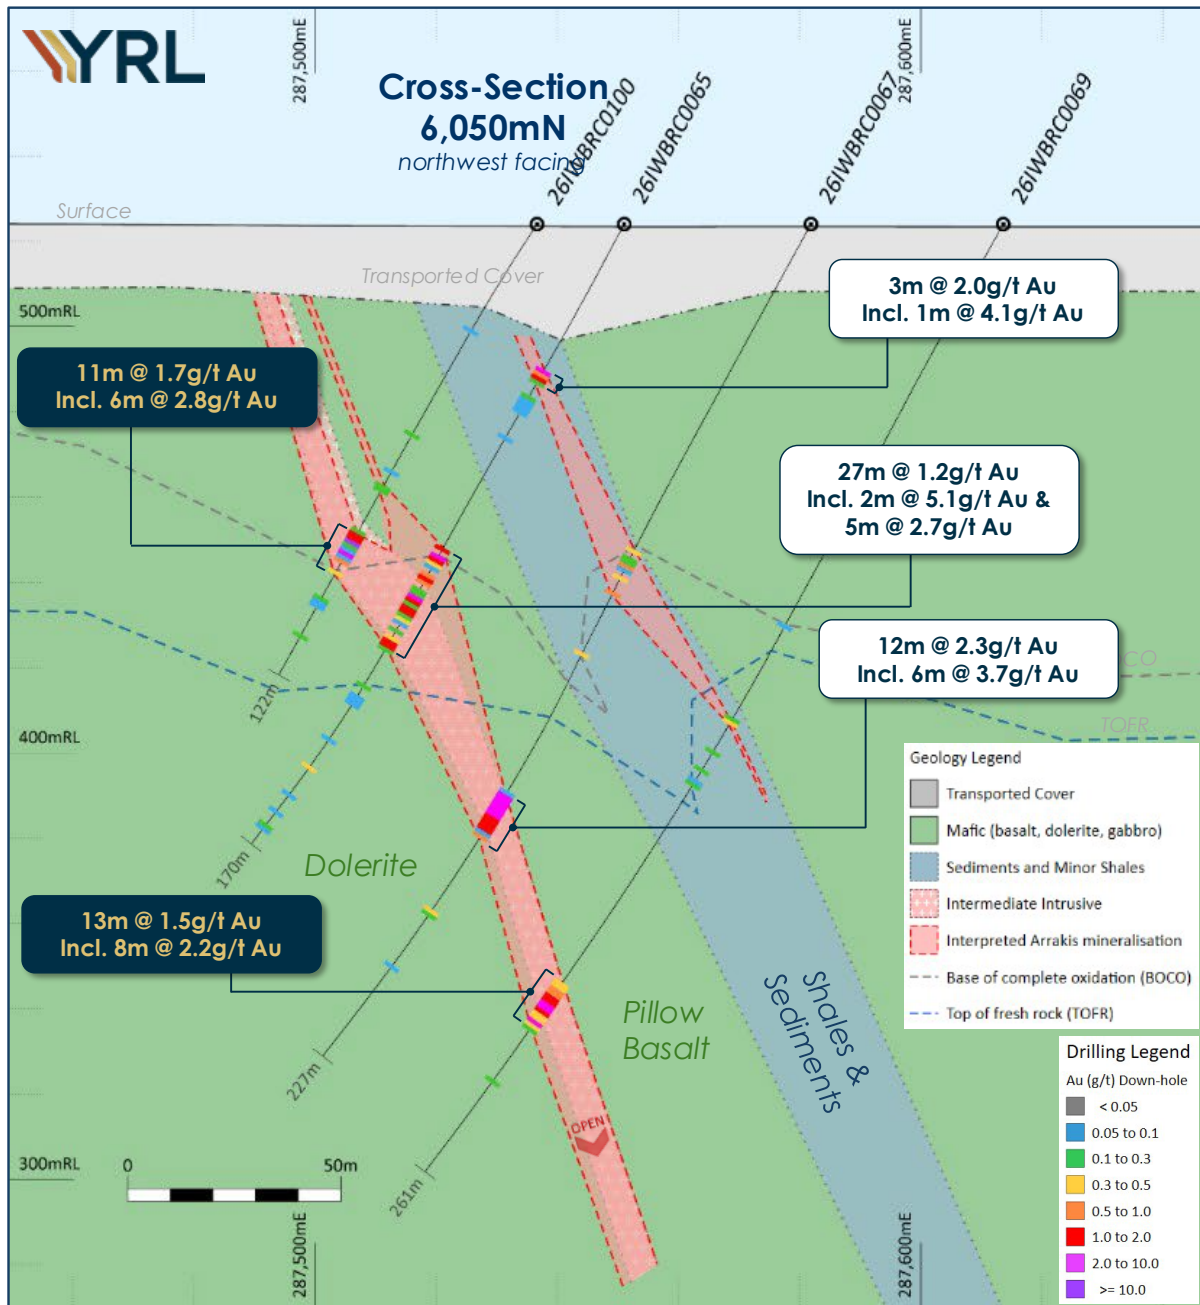 YRL
287,500mE
287,600mE
Cross-Section
6,050mN
northwest facing
26IWBRC0100
26IWBRC0065
26IWBRC0067
26IWBRC0069
Surface
Transported Cover
3m @ 2.0g/t Au
Incl. 1m @ 4.1g/t Au
500mRL
11m @ 1.7g/t Au
Incl. 6m @ 2.8g/t Au
27m @ 1.2g/t Au
Incl. 2m @ 5.1g/t Au &
5m @ 2.7g/t Au
12m @ 2.3g/t Au
Incl. 6m @ 3.7g/t Au
CO
TOFR
122m
400mRL
170m
Dolerite
13m @ 1.5g/t Au
Incl. 8m @ 2.2g/t Au
Pillow
Basalt
Shales &
Sediments
227m
OPEN
261m
300mRL
0
50m
287,500mE
287,600mE
Geology Legend
Transported Cover
Mafic (basalt, dolerite, gabbro)
Sediments and Minor Shales
Intermediate Intrusive
Interpreted Arrakis mineralisation
Base of complete oxidation (BOCO)
Top of fresh rock (TOFR)
Drilling Legend
Au (g/t) Down-hole
< 0.05
0.05 to 0.1
0.1 to 0.3
0.3 to 0.5
0.5 to 1.0
1.0 to 2.0
2.0 to 10.0
>= 10.0